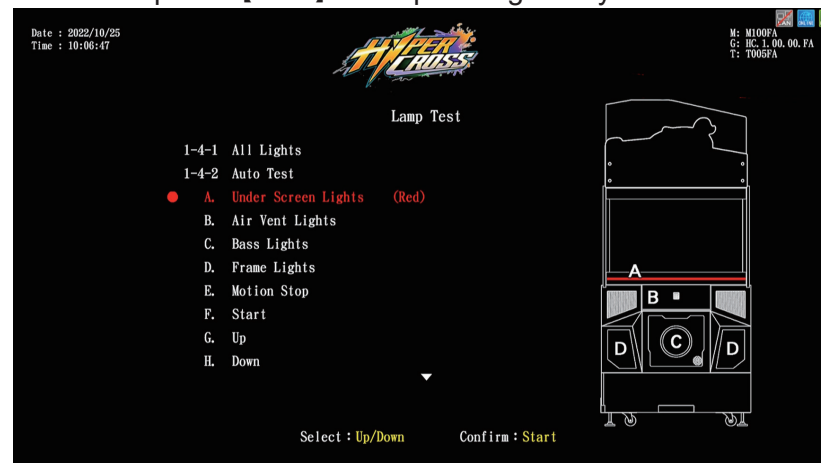 Date : 2022/10/25
Time : 10:06:47
HYPER
CROSS
LAN
ONLINE
M: M100FA
G: HC.1.00.00.FA
T: T005FA
Lamp Test
1-4-1 All Lights
1-4-2 Auto Test
A. Under Screen Lights (Red)
B. Air Vent Lights
C. Bass Lights
D. Frame Lights
E. Motion Stop
F. Start
G. Up
H. Down
A
B
C
D D
Select : Up/Down Confirm : Start